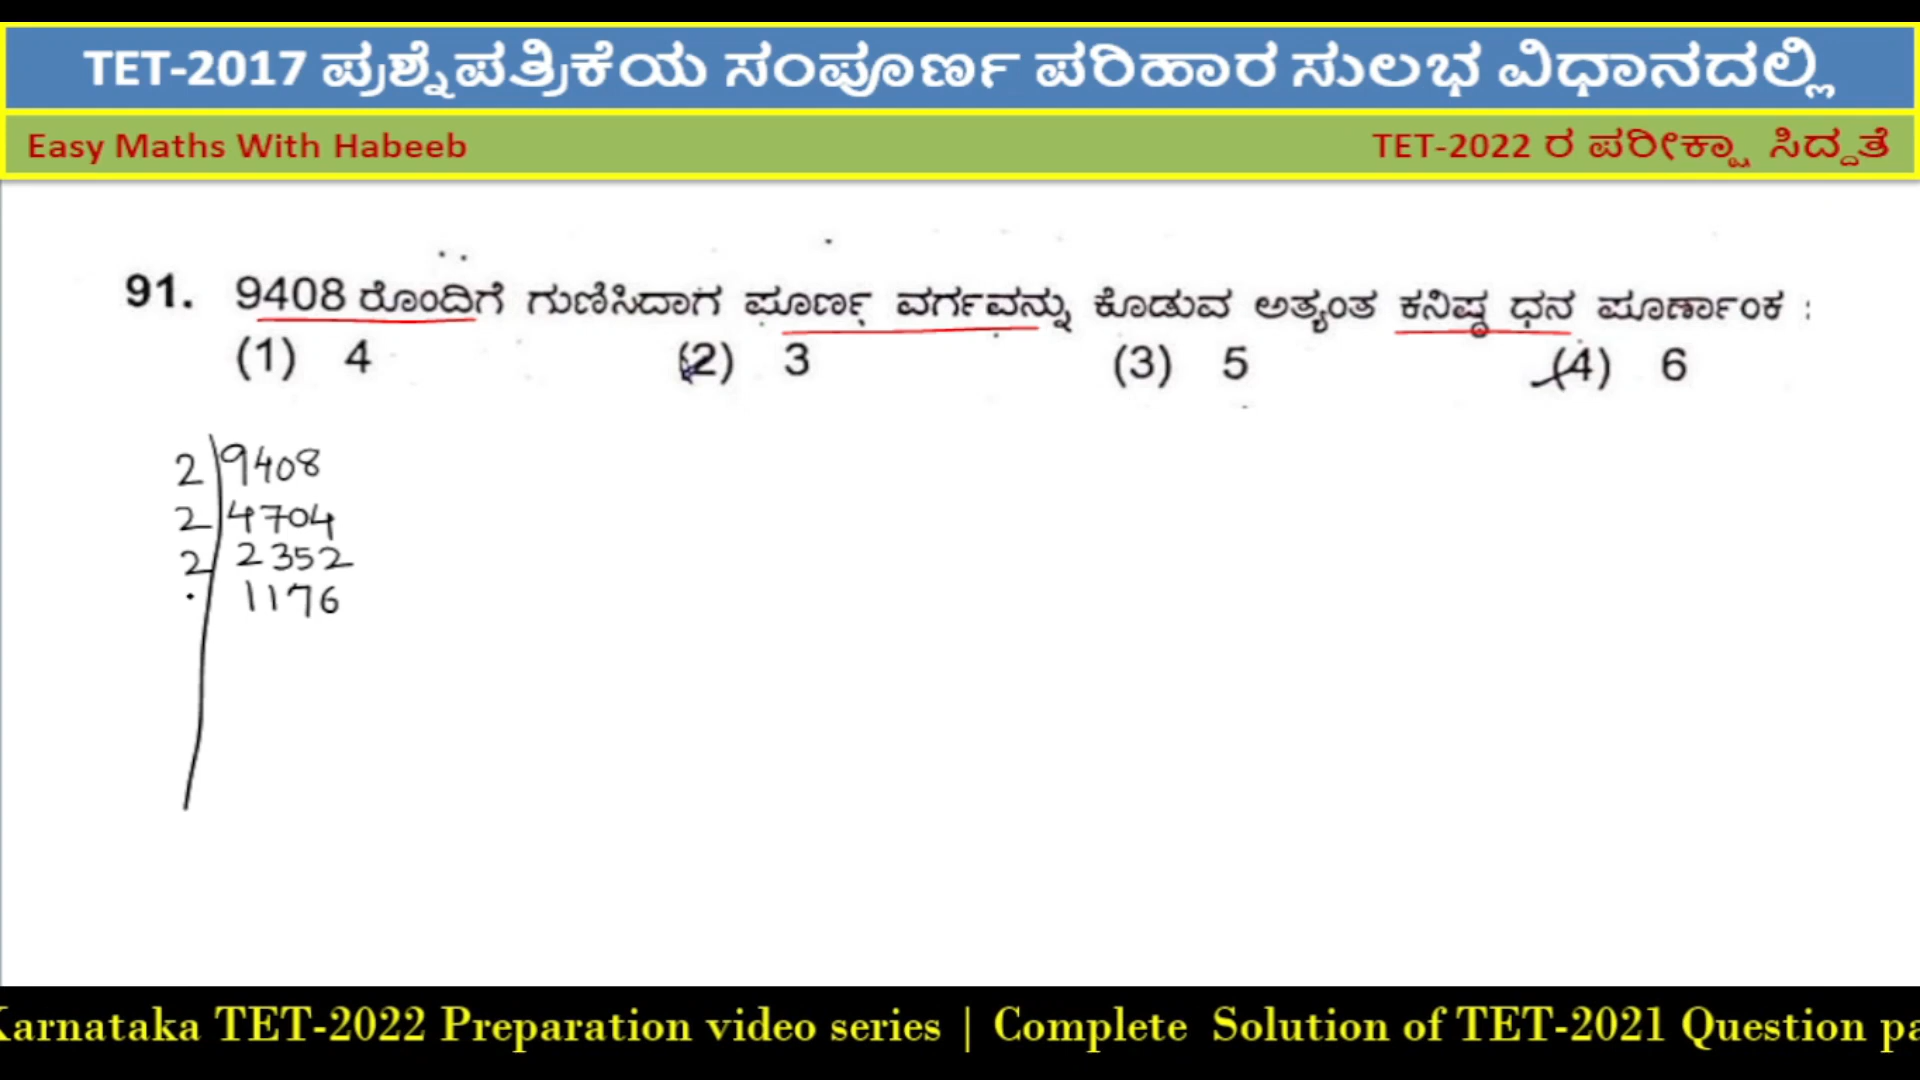 TET-2017 ಪ್ರಶ್ನೆಪತ್ರಿಕೆಯ ಸಂಪೂರ್ಣ ಪರಿಹಾರ ಸುಲಭ ವಿಧಾನದಲ್ಲಿ
Easy Maths With Habeeb TET-2022 ರ ಪರೀಕ್ಷಾ ಸಿದ್ದತೆ
91. 9408 ರೊಂದಿಗೆ ಗುಣಿಸಿದಾಗ ಪೂರ್ಣ ವರ್ಗವನ್ನು ಕೊಡುವ ಅತ್ಯಂತ ಕನಿಷ್ಠ ಧನ ಪೂರ್ಣಾಂಕ :
(1) 4 (2) 3 (3) 5 (4) 6
2 9408
2 4704
2 2352
1176
Karnataka TET-2022 Preparation video series | Complete Solution of TET-2021 Question pa